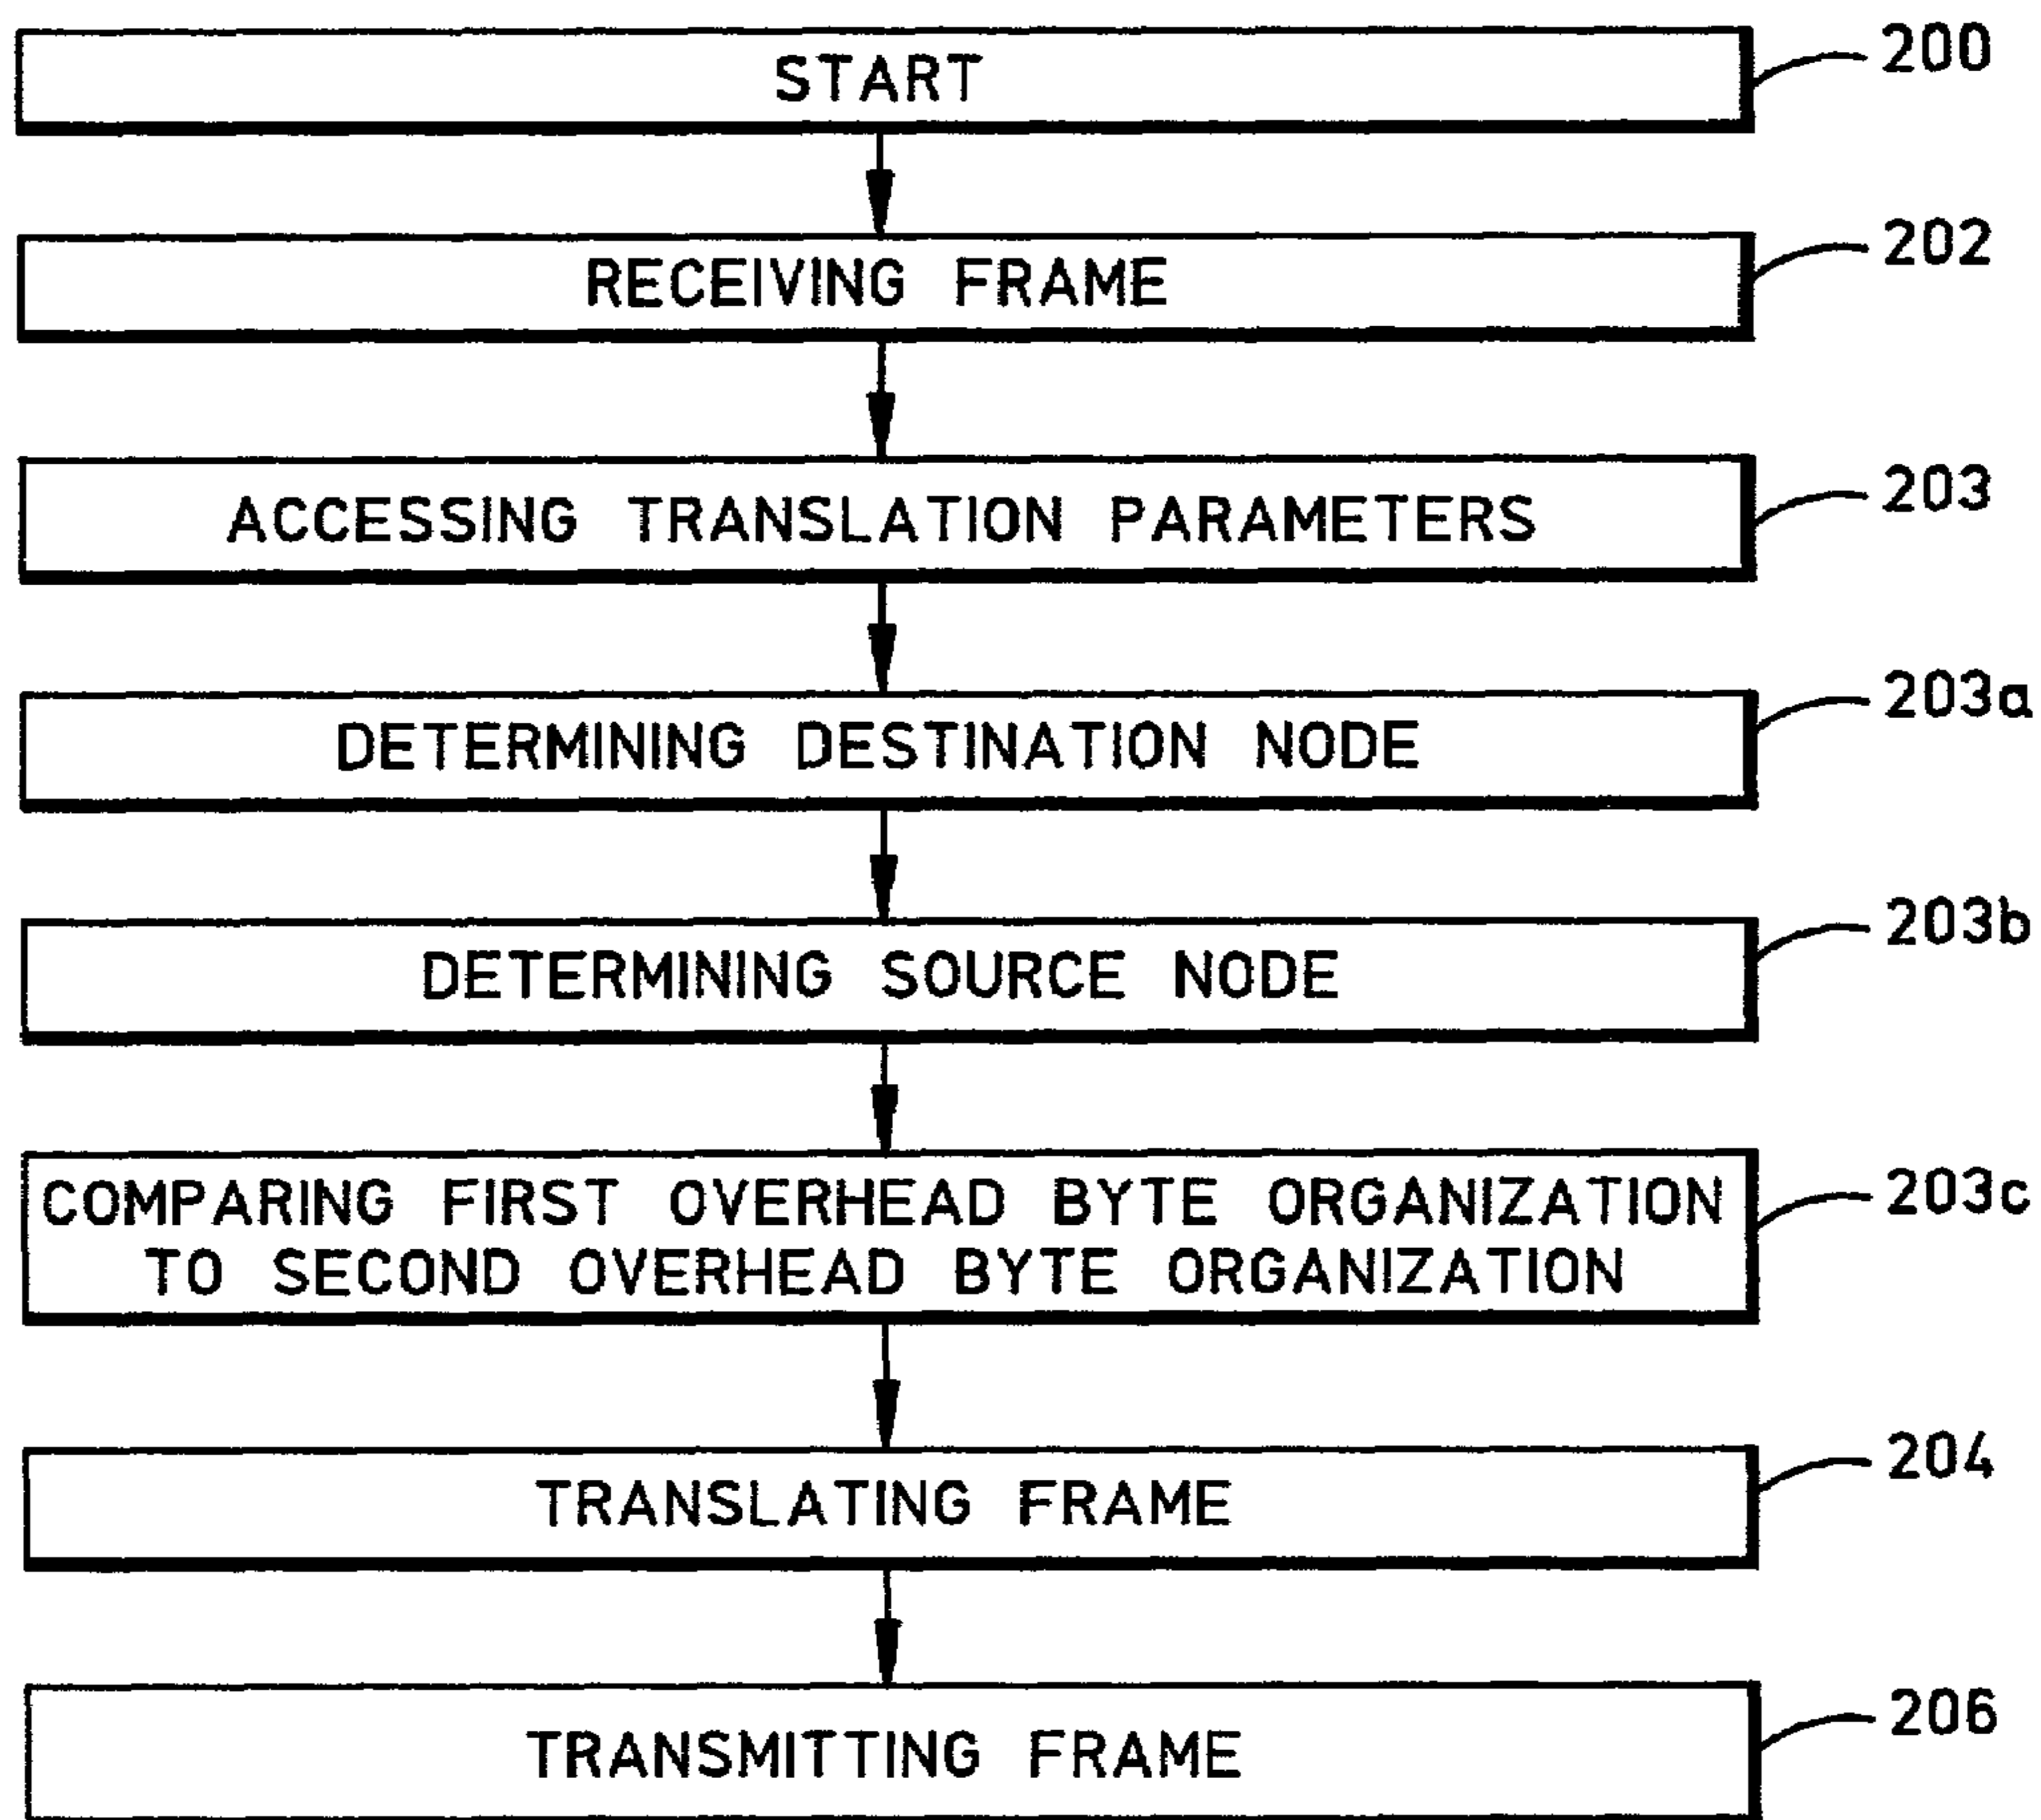 START 200
RECEIVING FRAME 202
ACCESSING TRANSLATION PARAMETERS 203
DETERMINING DESTINATION NODE 203a
DETERMINING SOURCE NODE 203b
COMPARING FIRST OVERHEAD BYTE ORGANIZATION 203c
TO SECOND OVERHEAD BYTE ORGANIZATION
TRANSLATING FRAME 204
TRANSMITTING FRAME 206